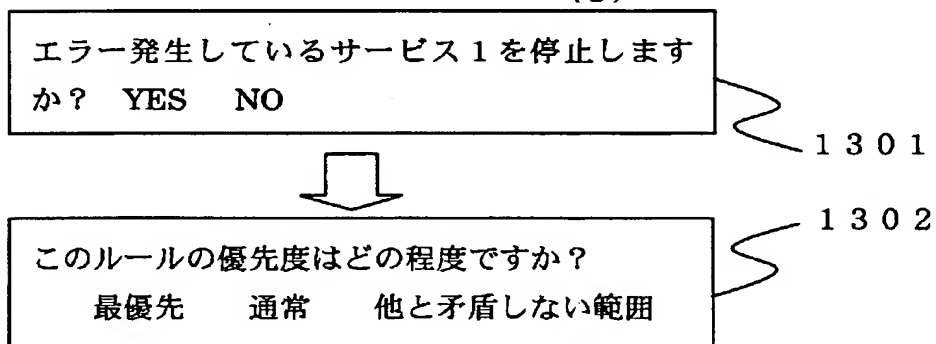 エラー発生しているサービス1を停止します
か? YES NO
1301
このルールの優先度はどの程度ですか?
最優先 通常 他と矛盾しない範囲
1302